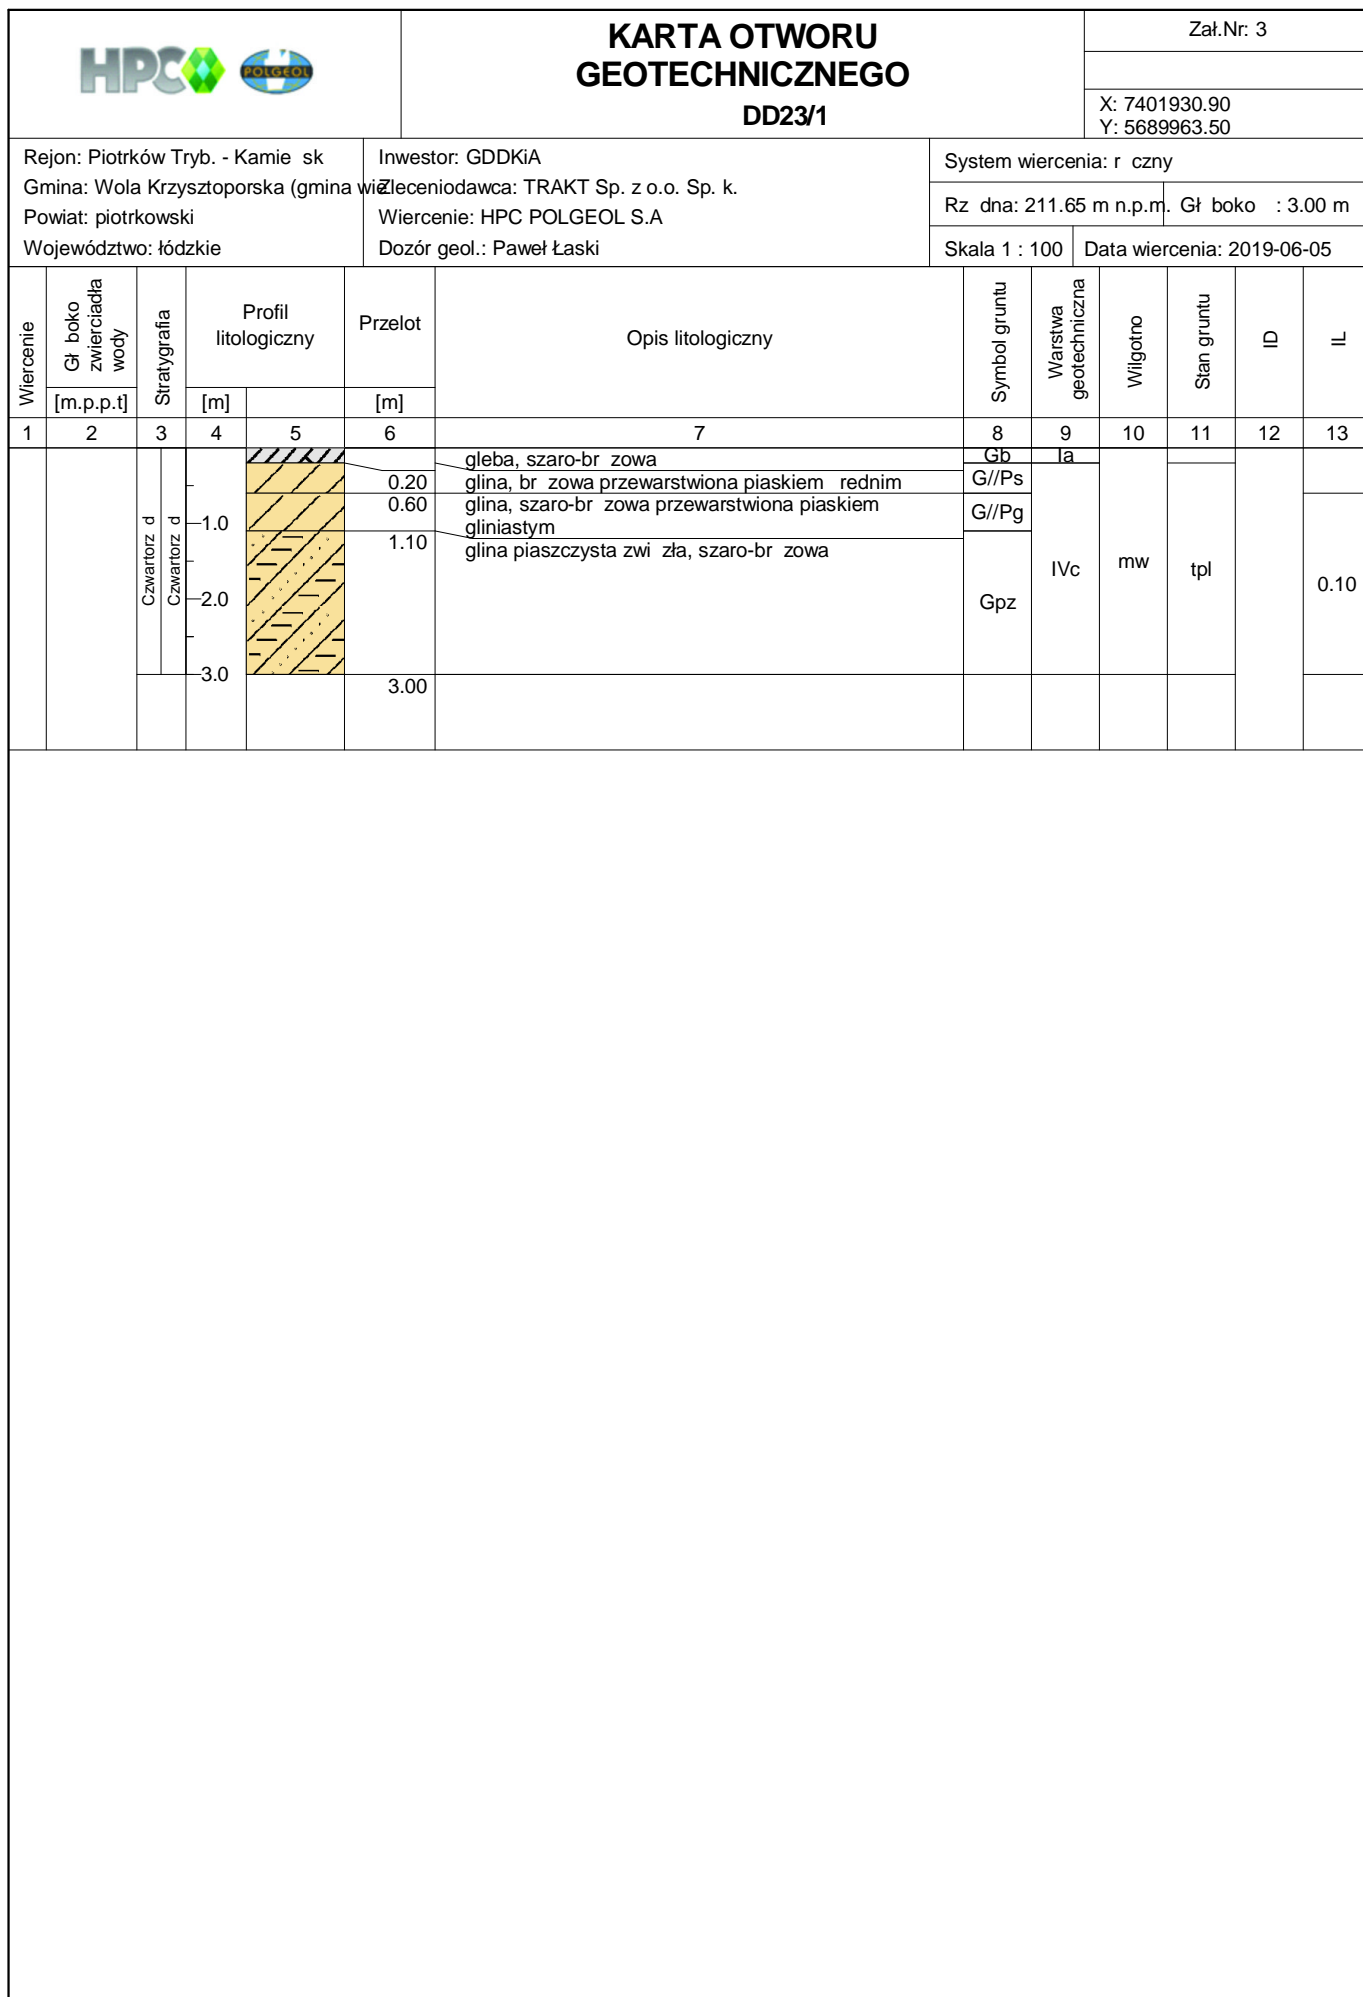 HPC POLGEOL
KARTA OTWORU
GEOTECHNICZNEGO
DD23/1
Zał.Nr: 3
X: 7401930.90
Y: 5689963.50
Rejon: Piotrków Tryb. - Kamie sk
Gmina: Wola Krzysztoporska (gmina wie
Powiat: piotrkowski
Województwo: łódzkie
Inwestor: GDDKiA
Zleceniodawca: TRAKT Sp. z o.o. Sp. k.
Wiercenie: HPC POLGEOL S.A
Dozór geol.: Paweł Łaski
System wiercenia: r czny
Rz dna: 211.65 m n.p.m. Gł boko : 3.00 m
Skala 1 : 100 Data wiercenia: 2019-06-05
Wiercenie
Gł boko
zwierciadła
wody
[m.p.p.t]
Stratygrafia
Profil
litologiczny
[m]
Przelot
[m]
Opis litologiczny
Symbol gruntu
Warstwa
geotechniczna
Wilgotno
Stan gruntu
ID
IL
1 2 3 4 5 6 7 8 9 10 11 12 13
Czwartorz d
Czwartorz d
1.0
2.0
3.0
0.20
0.60
1.10
3.00
gleba, szaro-br zowa
glina, br zowa przewarstwiona piaskiem rednim
glina, szaro-br zowa przewarstwiona piaskiem
gliniastym
glina piaszczysta zwi zła, szaro-br zowa
Gb
G//Ps
G//Pg
Gpz
Ia
IVc
mw
tpl
0.10